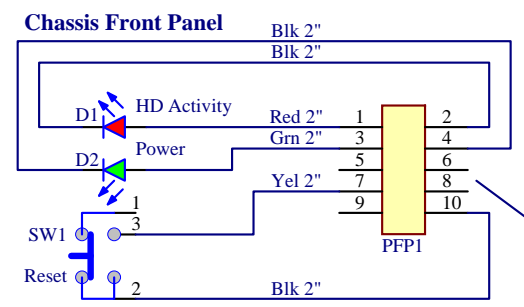 Chassis Front Panel
Blk 2"
Blk 2"
D1
HD Activity
Red 2"
1
2
Grn 2"
3
4
D2
Power
5
6
Yel 2"
7
8
1
9
10
3
SW1
PFP1
Reset
2
Blk 2"